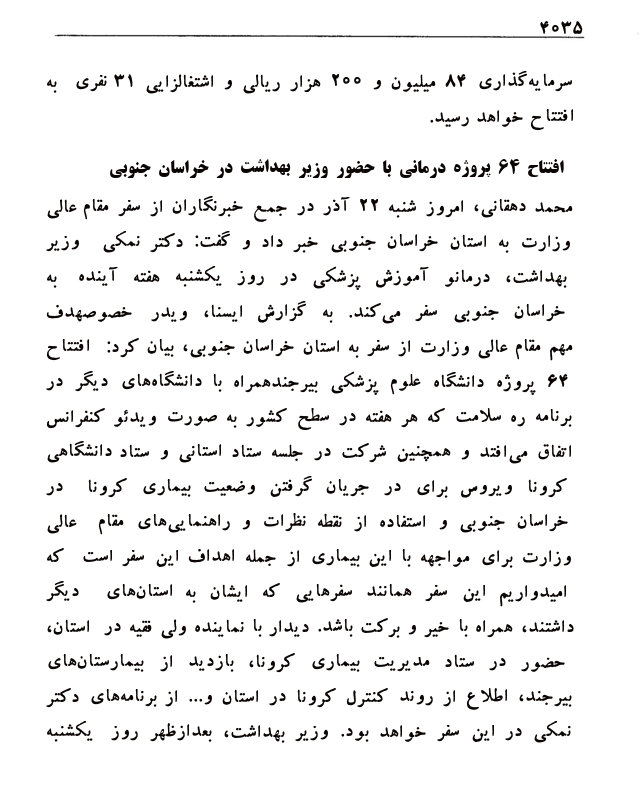 ۴۰۳۵
سرمایه‌گذاری ۸۴ میلیون و ۲۰۰ هزار ریالی و اشتغالزایی ۳۱ نفری به
افتتاح خواهد رسید.
افتتاح ۶۴ پروژه درمانی با حضور وزیر بهداشت در خراسان جنوبی
محمد دهقانی، امروز شنبه ۲۲ آذر در جمع خبرنگاران از سفر مقام عالی
وزارت به استان خراسان جنوبی خبر داد و گفت: دکتر نمکی وزیر
بهداشت، درمانو آموزش پزشکی در روز یکشنبه هفته آینده به
خراسان جنوبی سفر می‌کند. به گزارش ایسنا، ویدر خصوصهدف
مهم مقام عالی وزارت از سفر به استان خراسان جنوبی، بیان کرد: افتتاح
۶۴ پروژه دانشگاه علوم پزشکی بیرجندهمراه با دانشگاه‌های دیگر در
برنامه ره سلامت که هر هفته در سطح کشور به صورت ویدئو کنفرانس
اتفاق می‌افتد و همچنین شرکت در جلسه ستاد استانی و ستاد دانشگاهی
کرونا ویروس برای در جریان گرفتن وضعیت بیماری کرونا در
خراسان جنوبی و استفاده از نقطه نظرات و راهنمایی‌های مقام عالی
وزارت برای مواجهه با این بیماری از جمله اهداف این سفر است که
امیدواریم این سفر همانند سفرهایی که ایشان به استان‌های دیگر
داشتند، همراه با خیر و برکت باشد. دیدار با نماینده ولی فقیه در استان،
حضور در ستاد مدیریت بیماری کرونا، بازدید از بیمارستان‌های
بیرجند، اطلاع از روند کنترل کرونا در استان و... از برنامه‌های دکتر
نمکی در این سفر خواهد بود. وزیر بهداشت، بعدازظهر روز یکشنبه